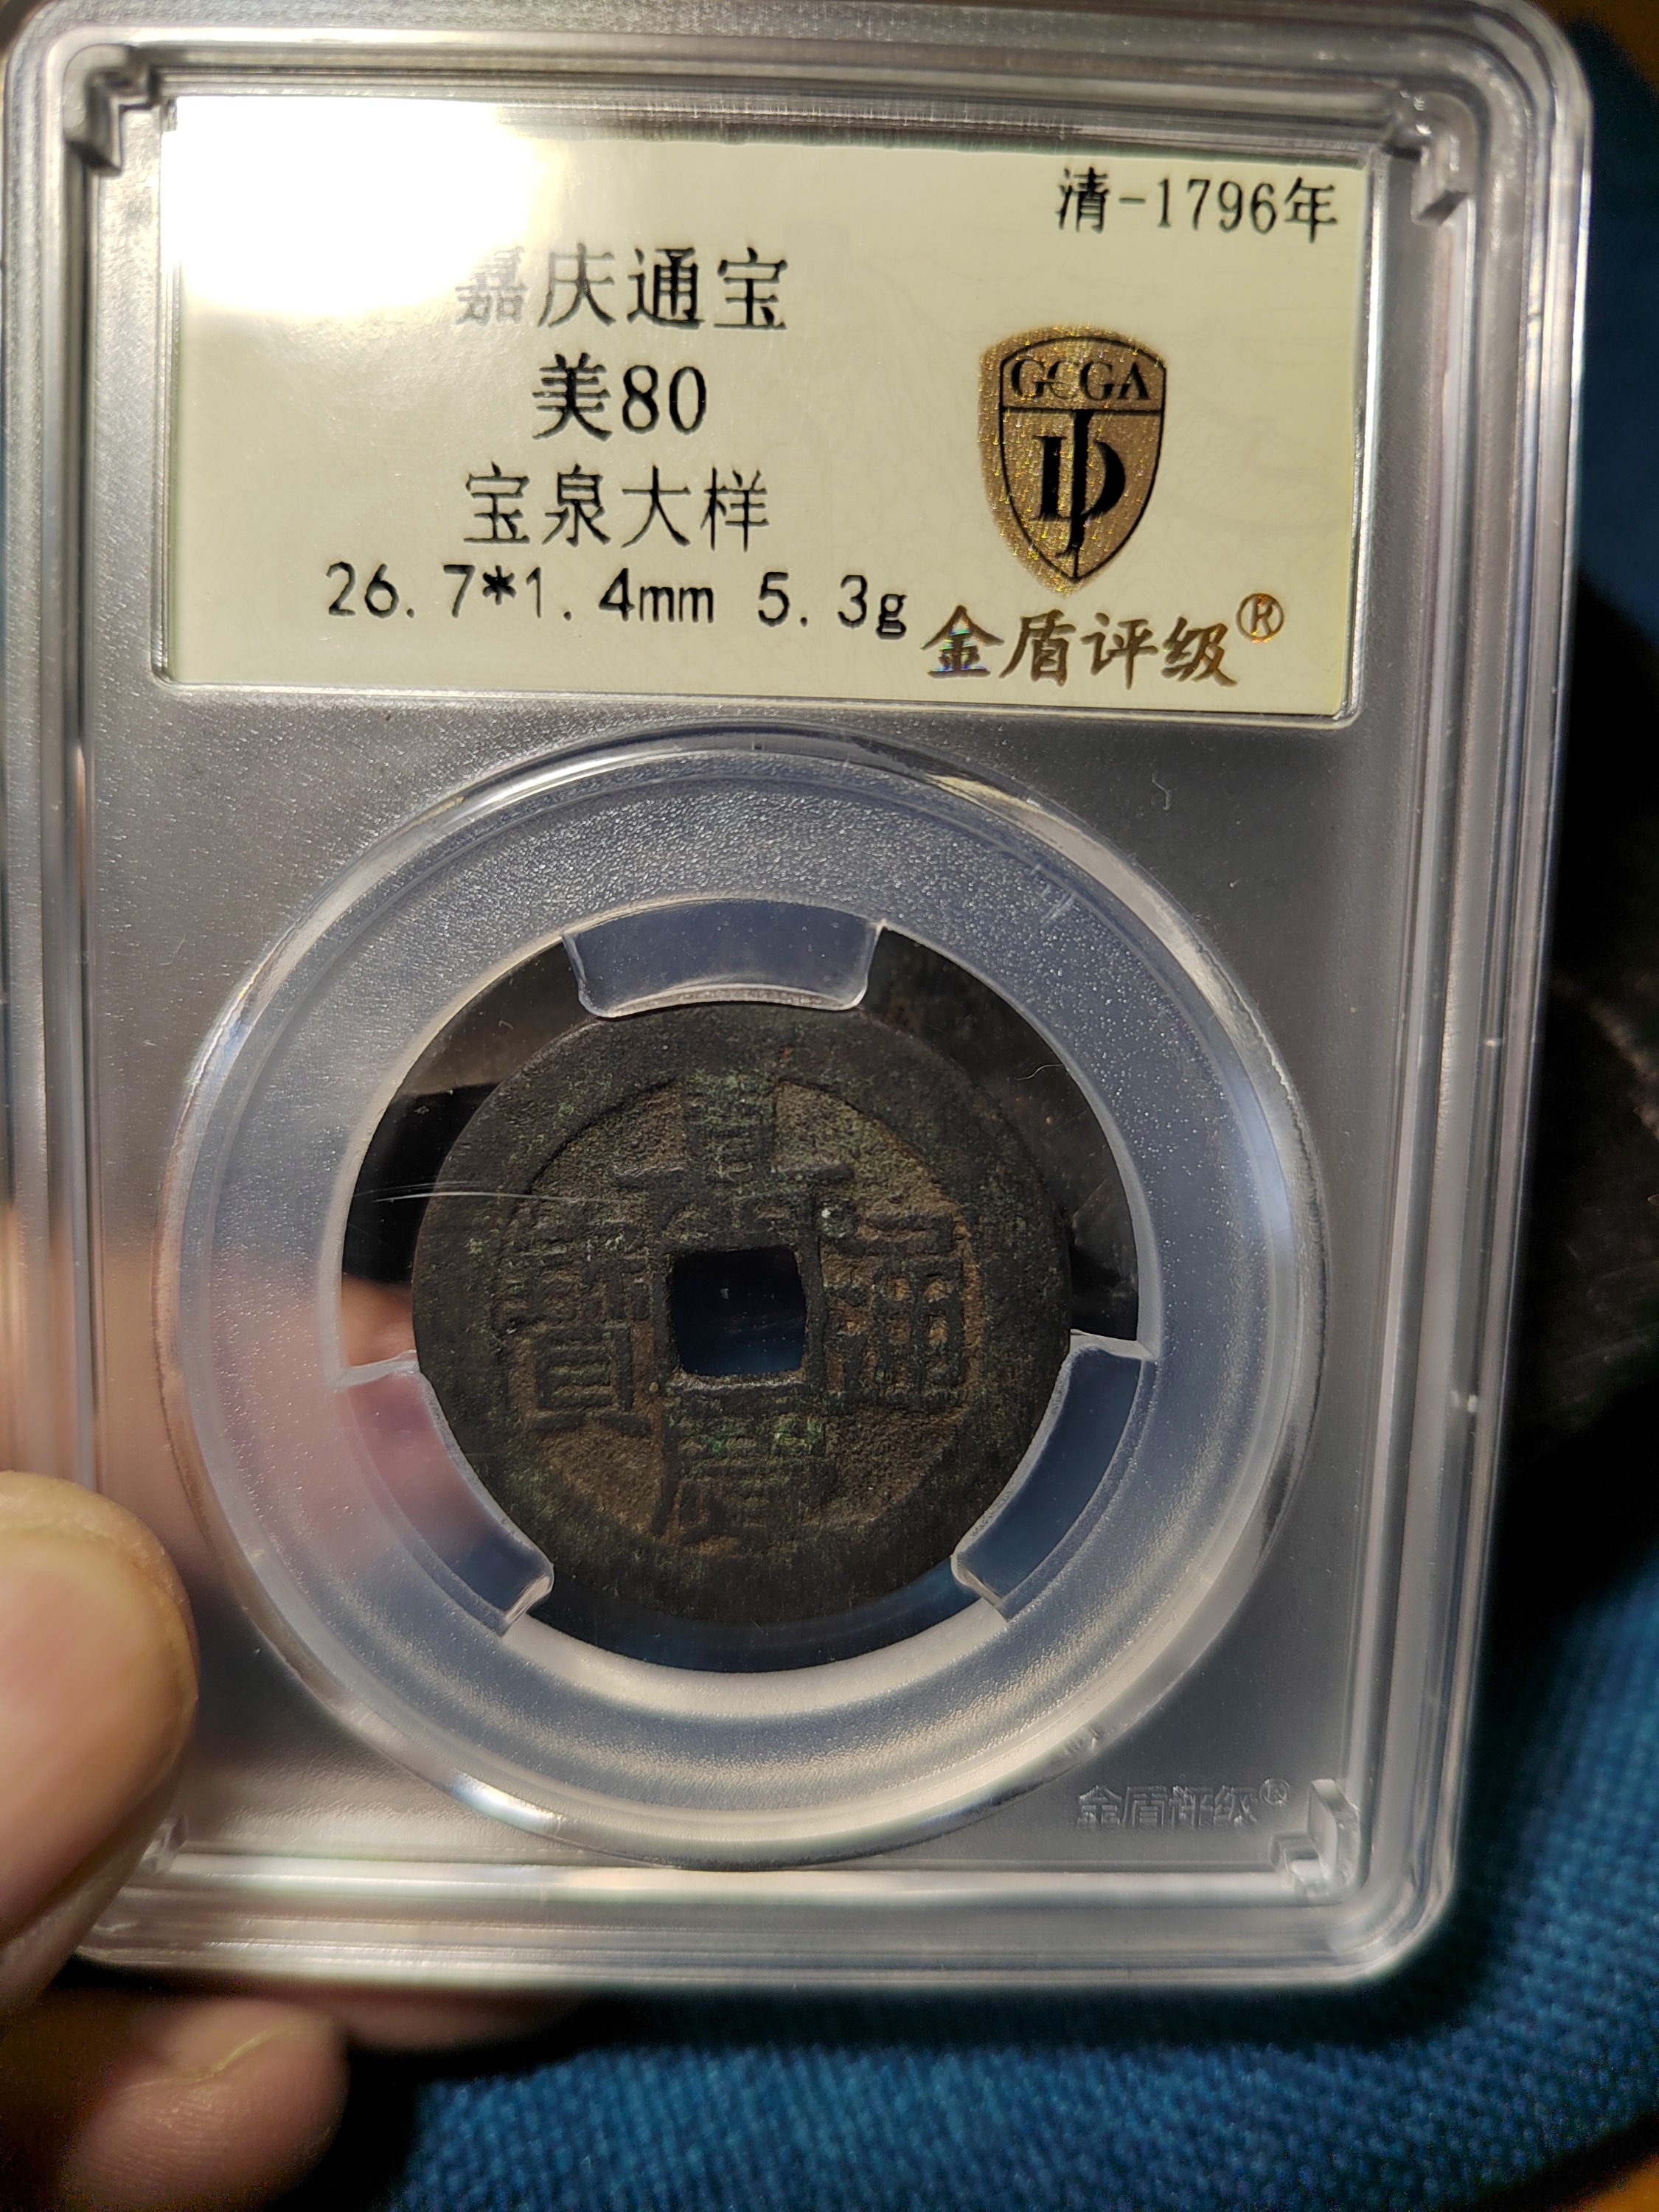 清-1796年
嘉庆通宝
美80
宝泉大样
26.7*1.4mm 5.3g
GCGA
JD
金盾评级®
嘉
通
寶
慶
金盾评级®